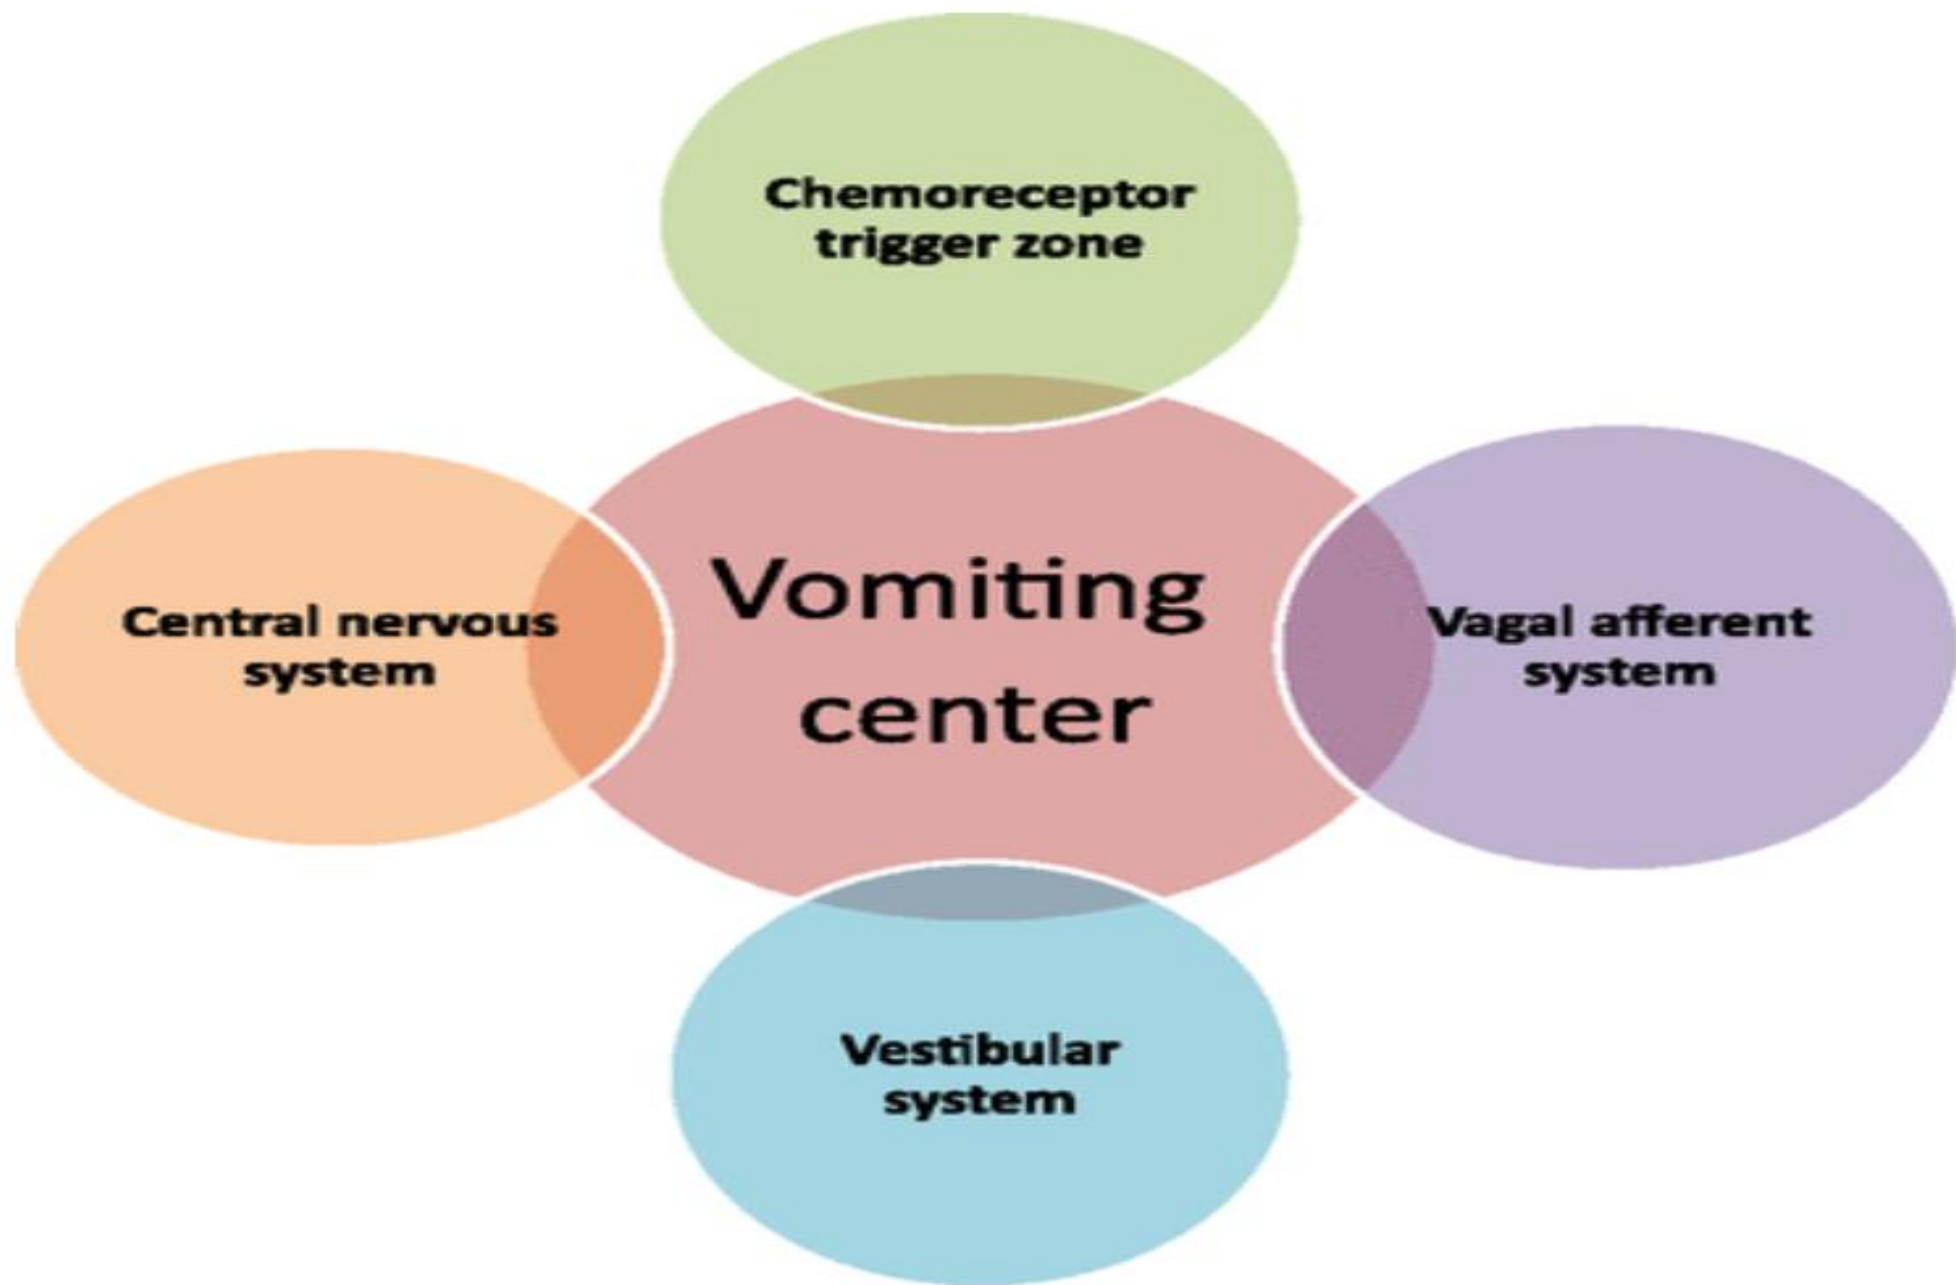 Chemoreceptor
trigger zone
Central nervous
system
Vomiting
center
Vagal afferent
system
Vestibular
system